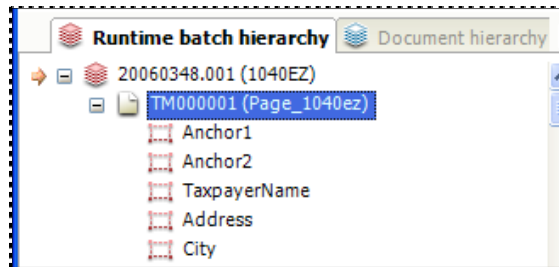 Runtime batch hierarchy Document hierarchy
20060348.001 (1040EZ)
TM000001 (Page_1040ez)
Anchor1
Anchor2
TaxpayerName
Address
City